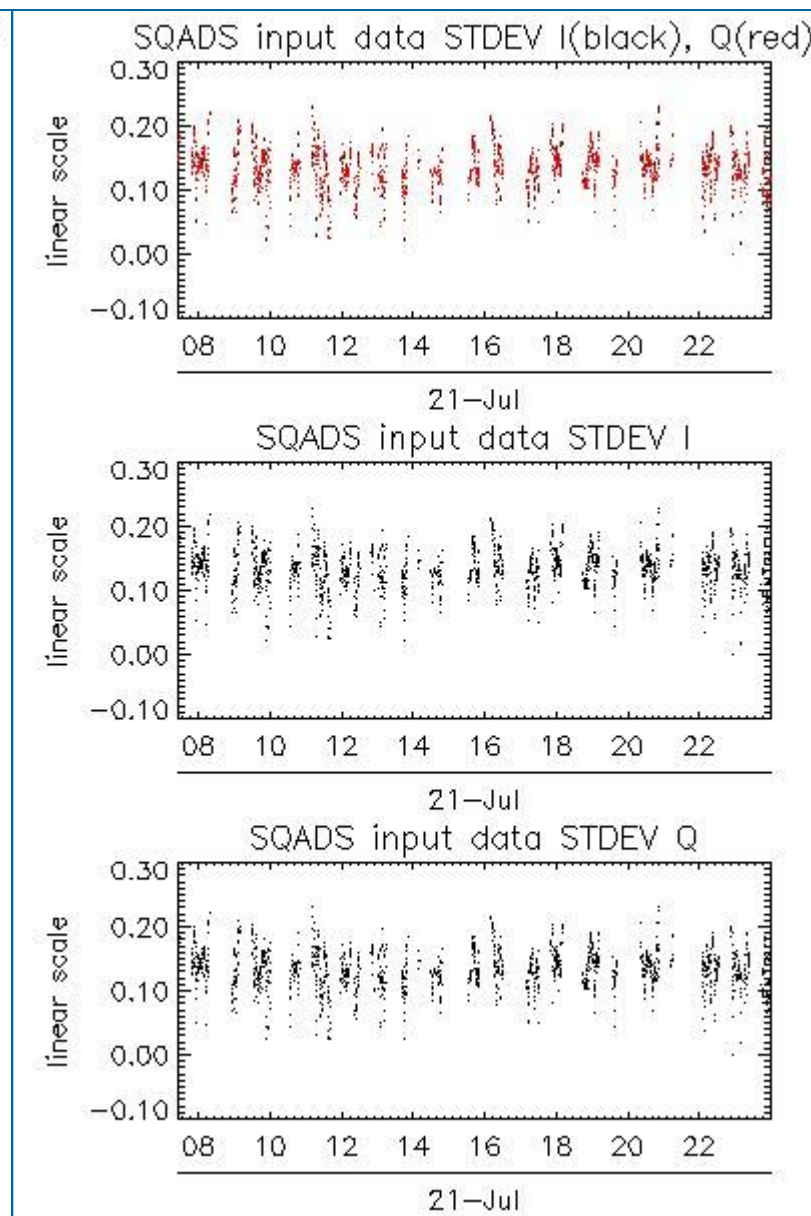 SQADS input data STDEV I(black), Q(red)
0.30
0.20
0.10
0.00
-0.10
linear scale
08 10 12 14 16 18 20 22
21-Jul
SQADS input data STDEV I
0.30
0.20
0.10
0.00
-0.10
linear scale
08 10 12 14 16 18 20 22
21-Jul
SQADS input data STDEV Q
0.30
0.20
0.10
0.00
-0.10
linear scale
08 10 12 14 16 18 20 22
21-Jul